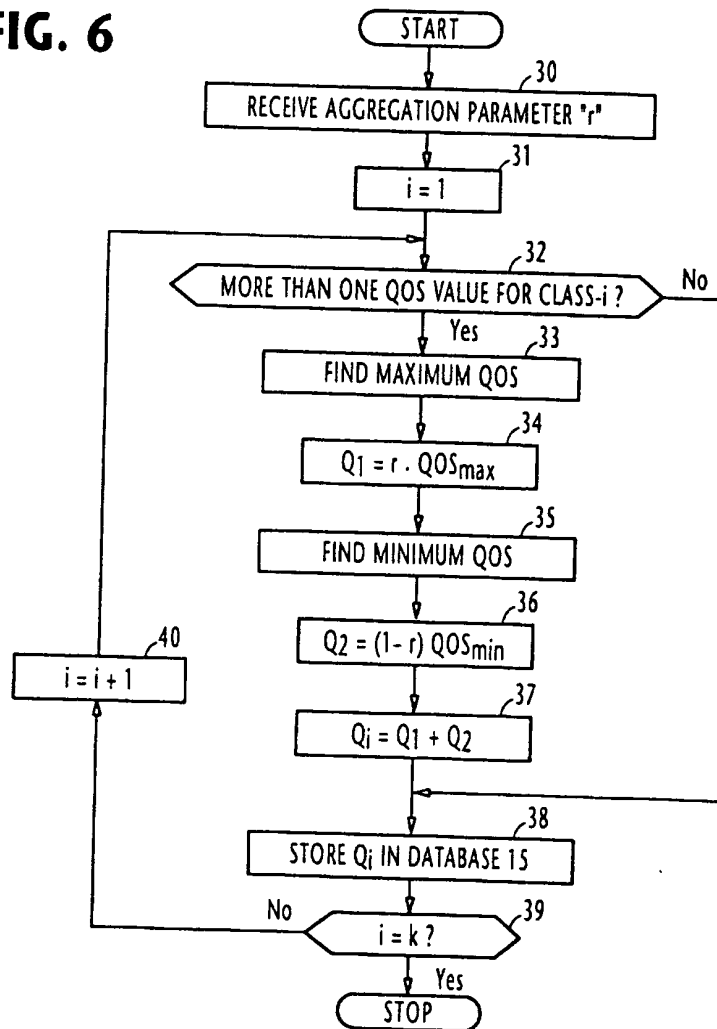 FIG. 6
START
30
RECEIVE AGGREGATION PARAMETER "r"
31
i = 1
32
MORE THAN ONE QOS VALUE FOR CLASS-i ?
No
Yes
33
FIND MAXIMUM QOS
34
Q1 = r . QOSmax
35
FIND MINIMUM QOS
36
Q2 = (1- r) QOSmin
40
i = i + 1
37
Qi = Q1 + Q2
38
STORE Qi IN DATABASE 15
No
39
i = k ?
Yes
STOP